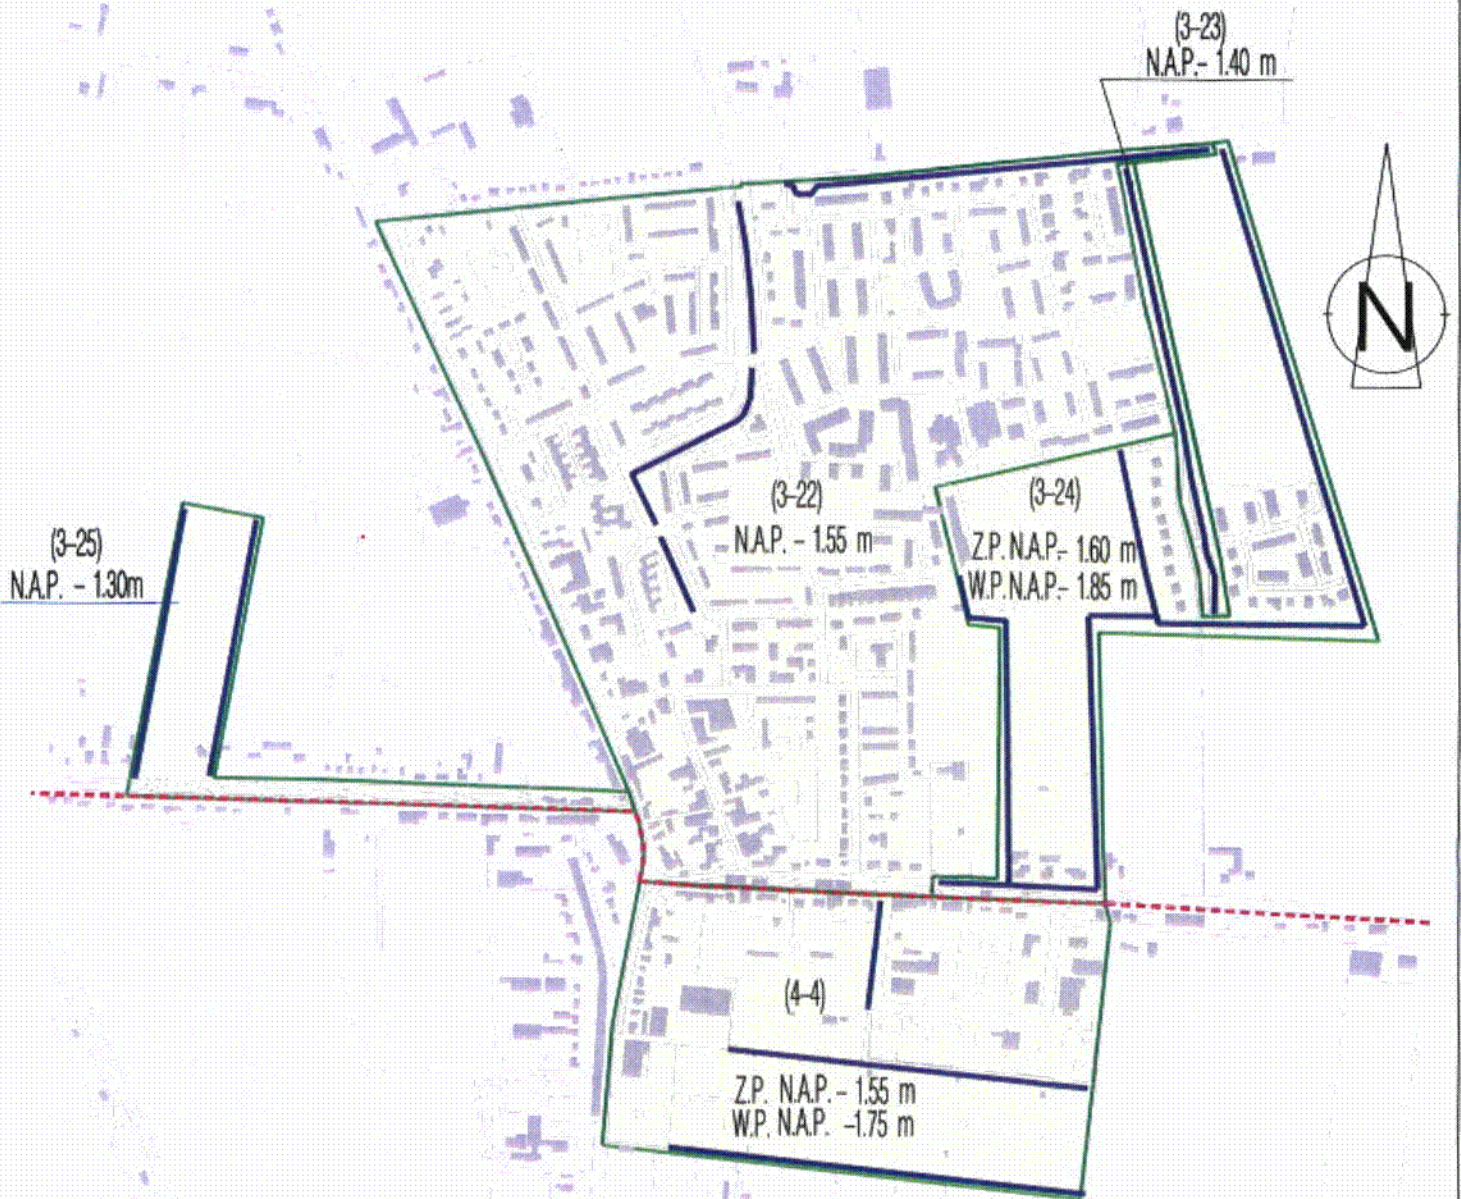 (3-23)
N.A.P.- 1.40 m
N
(3-22)
N.A.P. - 1.55 m
(3-24)
Z.P. N.A.P.- 1.60 m
W.P.N.A.P.- 1.85 m
(3-25)
N.A.P. - 1.30m
(4-4)
Z.P. N.A.P. - 1.55 m
W.P. N.A.P. -1.75 m